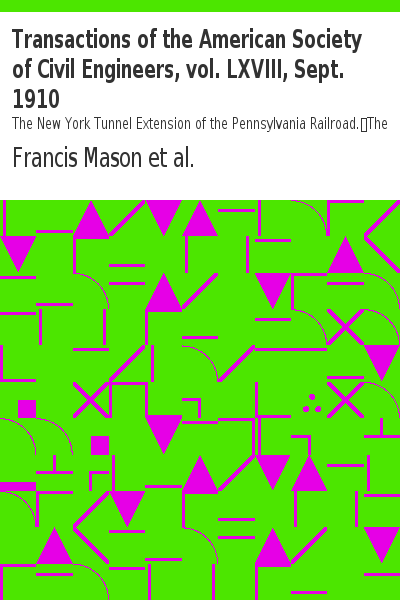 Transactions of the American Society
of Civil Engineers, vol. LXVIII, Sept.
1910
The New York Tunnel Extension of the Pennsylvania Railroad.▯The
Francis Mason et al.